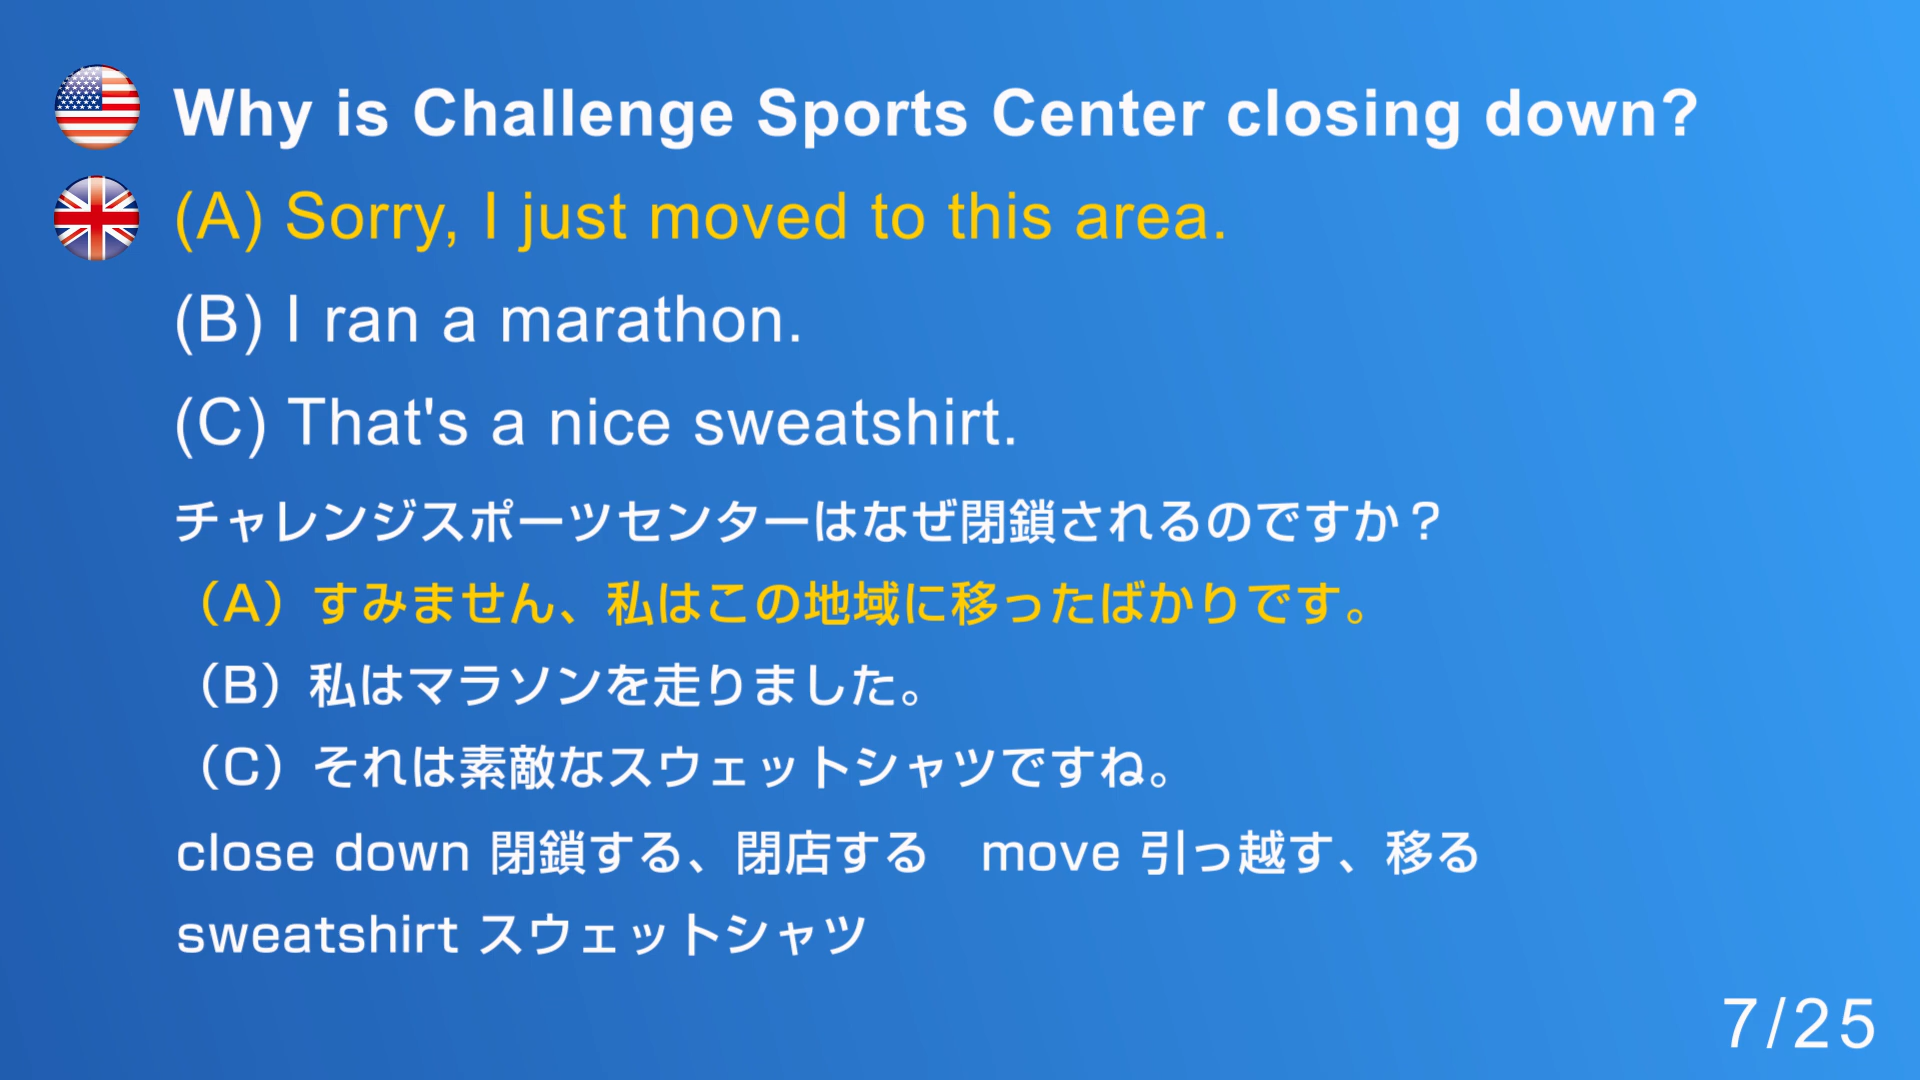 Why is Challenge Sports Center closing down?
(A) Sorry, I just moved to this area.
(B) I ran a marathon.
(C) That's a nice sweatshirt.
チャレンジスポーツセンターはなぜ閉鎖されるのですか？
（A）すみません、私はこの地域に移ったばかりです。
（B）私はマラソンを走りました。
（C）それは素敵なスウェットシャツですね。
close down 閉鎖する、閉店する　move 引っ越す、移る
sweatshirt スウェットシャツ
7/25